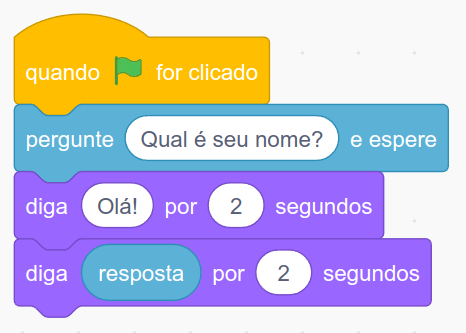 quando for clicado
pergunte Qual é seu nome? e espere
diga Olá! por 2 segundos
diga resposta por 2 segundos